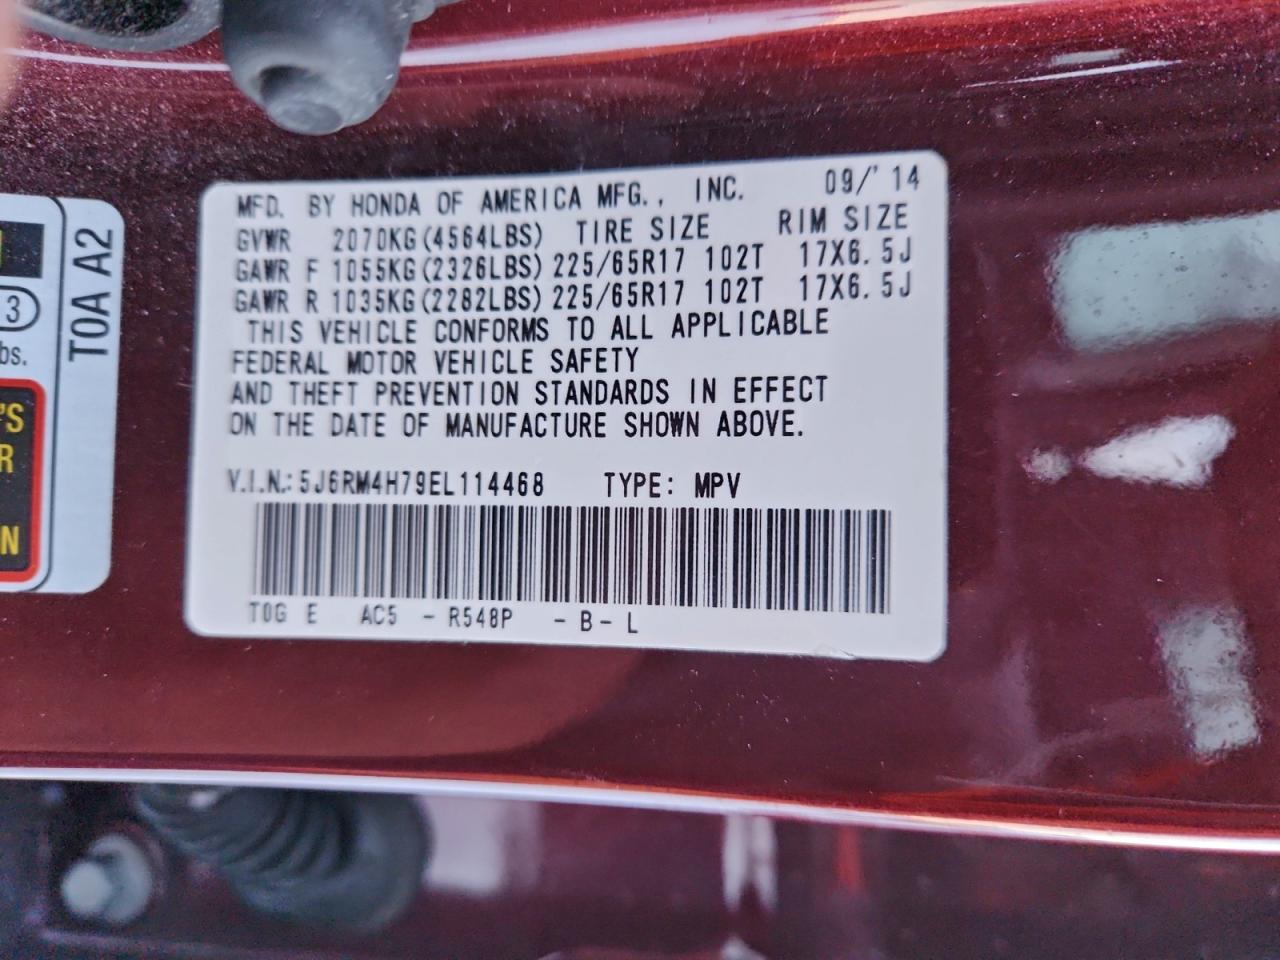 MFD. BY HONDA OF AMERICA MFG., INC. 09/'14
GVWR 2070KG(4564LBS) TIRE SIZE RIM SIZE
GAWR F 1055KG(2326LBS) 225/65R17 102T 17X6.5J
GAWR R 1035KG(2282LBS) 225/65R17 102T 17X6.5J
THIS VEHICLE CONFORMS TO ALL APPLICABLE
FEDERAL MOTOR VEHICLE SAFETY
AND THEFT PREVENTION STANDARDS IN EFFECT
ON THE DATE OF MANUFACTURE SHOWN ABOVE.
V.I.N.: 5J6RM4H79EL114468 TYPE: MPV
T0G E AC5 - R548P - B - L
T0A A2
3
bs.
'S
R
N